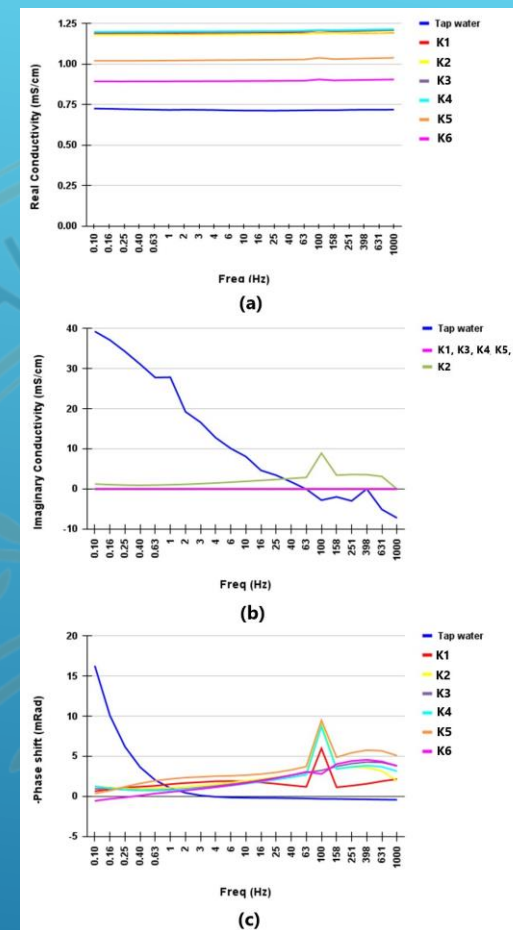 Real Conductivity (mS/cm)
1.25
1.00
0.75
0.50
0.25
0.00
0.10 0.16 0.25 0.40 0.63 1 2 3 4 6 10 16 25 40 63 100 158 251 398 631 1000
Freq (Hz)
Tap water
K1
K2
K3
K4
K5
K6
(a)
Imaginary Conductivity (mS/cm)
40
30
20
10
0
-10
0.10 0.16 0.25 0.40 0.63 1 2 3 4 6 10 16 25 40 63 100 158 251 398 631 1000
Freq (Hz)
Tap water
K1, K3, K4 K5,
K2
(b)
-Phase shift (mRad)
20
15
10
5
0
-5
0.10 0.16 0.25 0.40 0.63 1 2 3 4 6 10 16 25 40 63 100 158 251 398 631 1000
Freq (Hz)
Tap water
K1
K2
K3
K4
K5
K6
(c)